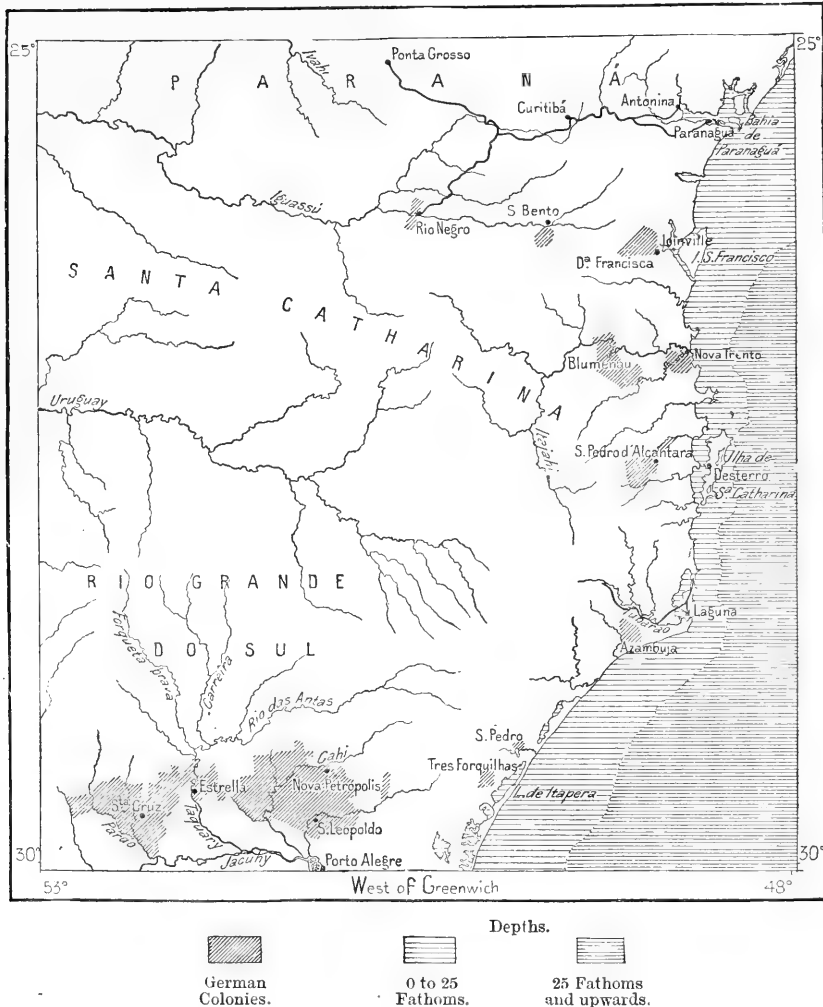 25°
25°
Ivahi
Ponta Grosso
P A R A N Á
Curitibá
Antonina
Paranaguá
Bahia
de
Paranaguá
Iguassú
Rio Negro
S. Bento
Joinville
Dª Francisca
I. S. Francisco
SANTA CATHARINA
Blumenau
Nova Trento
Uruguay
Itajahi
S. Pedro d'Alcantara
Ilha de
Desterro
Sª Catharina
RIO GRANDE
DO SUL
Laguna
Tubarão
Azambuja
Forqueta brava
Carreira
Rio das Antas
S. Pedro
Cahi
Tres Forquilhas
Estrella
Nova Petrópolis
L. de Itapera
Sta Cruz
Pardo
Taquary
S. Leopoldo
Jacuhy
Porto Alegre
30°
30°
53°
West of Greenwich
48°
Depths.
German
Colonies.
0 to 25
Fathoms.
25 Fathoms
and upwards.